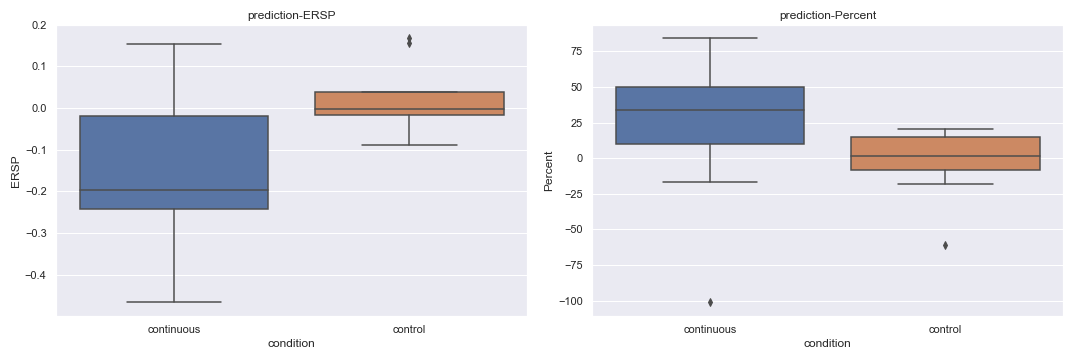 prediction-ERSP
0.2
0.1
0.0
−0.1
−0.2
−0.3
−0.4
ERSP
continuous
control
condition
prediction-Percent
75
50
25
0
−25
−50
−75
−100
Percent
continuous
control
condition